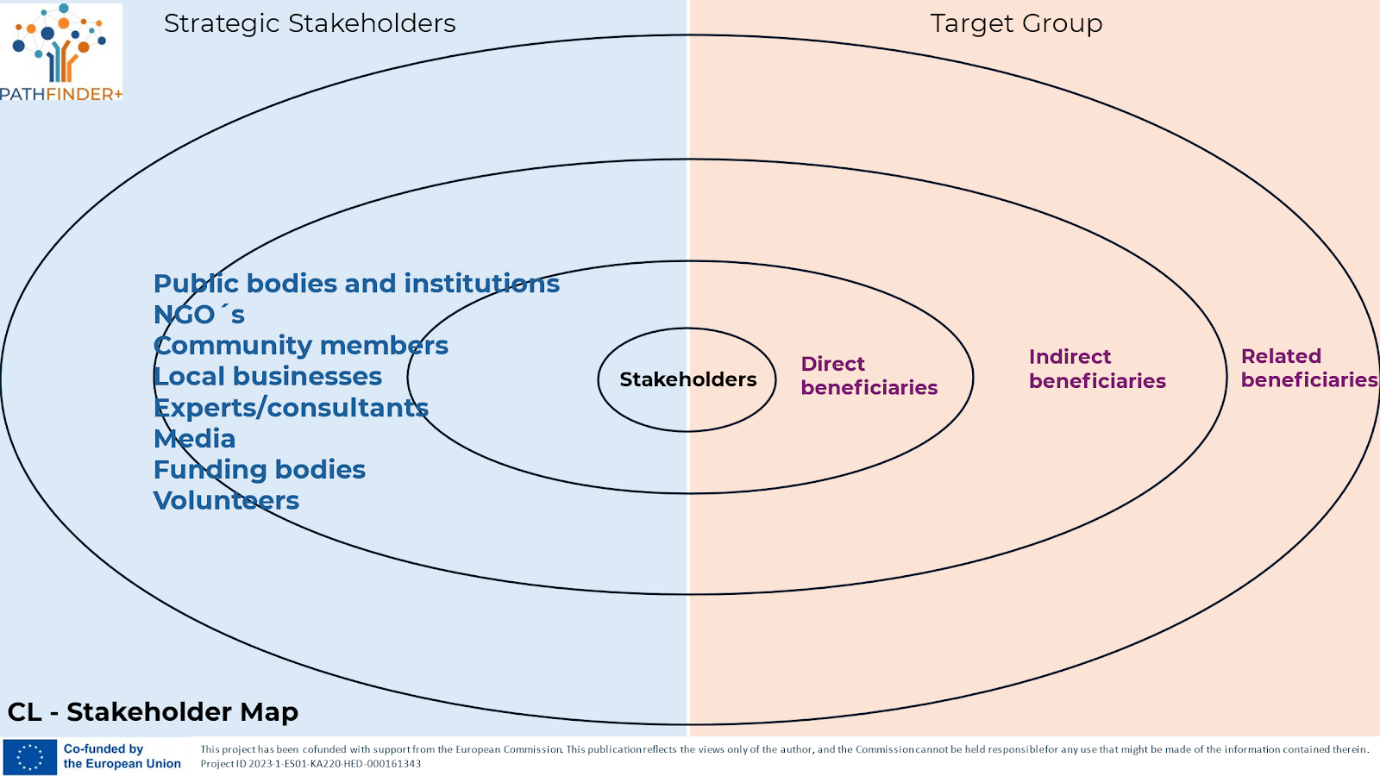 Strategic Stakeholders
Target Group
PATHFINDER+
Public bodies and institutions
NGO´s
Community members
Local businesses
Experts/consultants
Media
Funding bodies
Volunteers
Stakeholders
Direct
beneficiaries
Indirect
beneficiaries
Related
beneficiaries
CL - Stakeholder Map
Co-funded by
the European Union
This project has been cofunded with support from the European Commission. This publication reflects the views only of the author, and the Commission cannot be held responsible for any use that might be made of the information contained therein.
Project ID 2023-1-ES01-KA220-HED-000161343